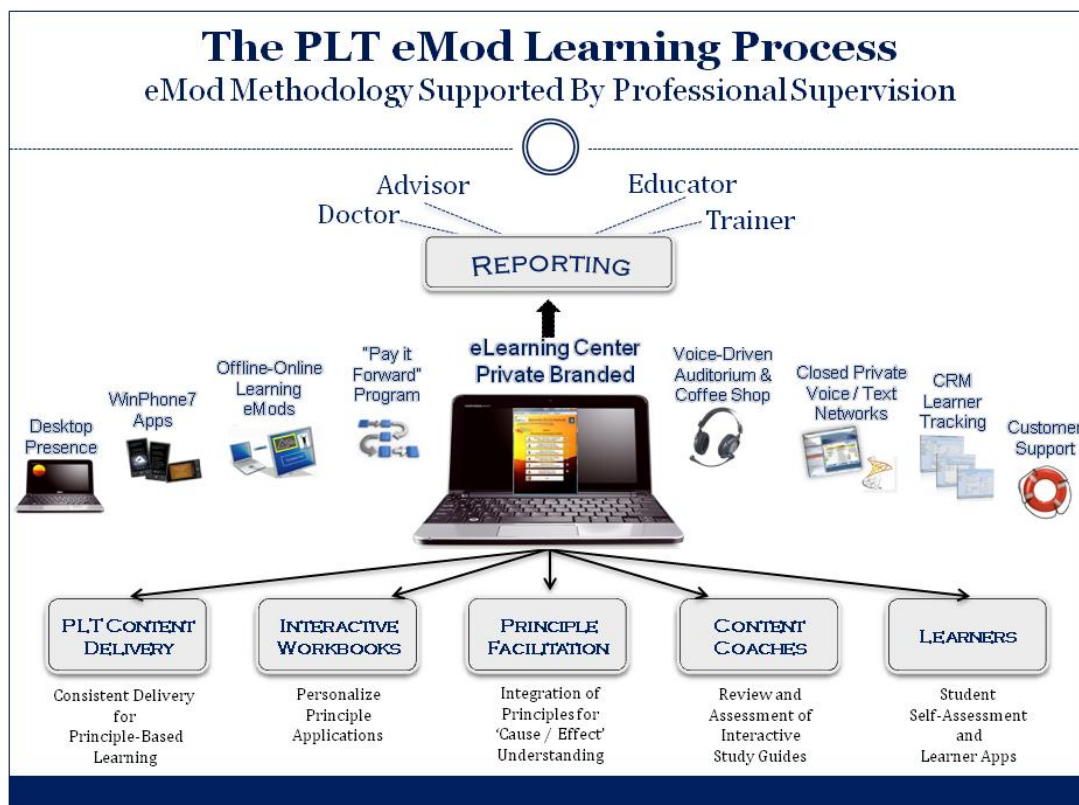 The PLT eMod Learning Process
eMod Methodology Supported By Professional Supervision
Advisor
Educator
Doctor
Trainer
REPORTING
Desktop
Presence
WinPhone7
Apps
Offline-Online
Learning
eMods
"Pay it
Forward"
Program
eLearning Center
Private Branded
Voice-Driven
Auditorium &
Coffee Shop
Closed Private
Voice / Text
Networks
CRM
Learner
Tracking
Customer
Support
PLT CONTENT
DELIVERY
Consistent Delivery
for
Principle-Based
Learning
INTERACTIVE
WORKBOOKS
Personalize
Principle
Applications
PRINCIPLE
FACILITATION
Integration of
Principles for
'Cause / Effect'
Understanding
CONTENT
COACHES
Review and
Assessment of
Interactive
Study Guides
LEARNERS
Student
Self-Assessment
and
Learner Apps